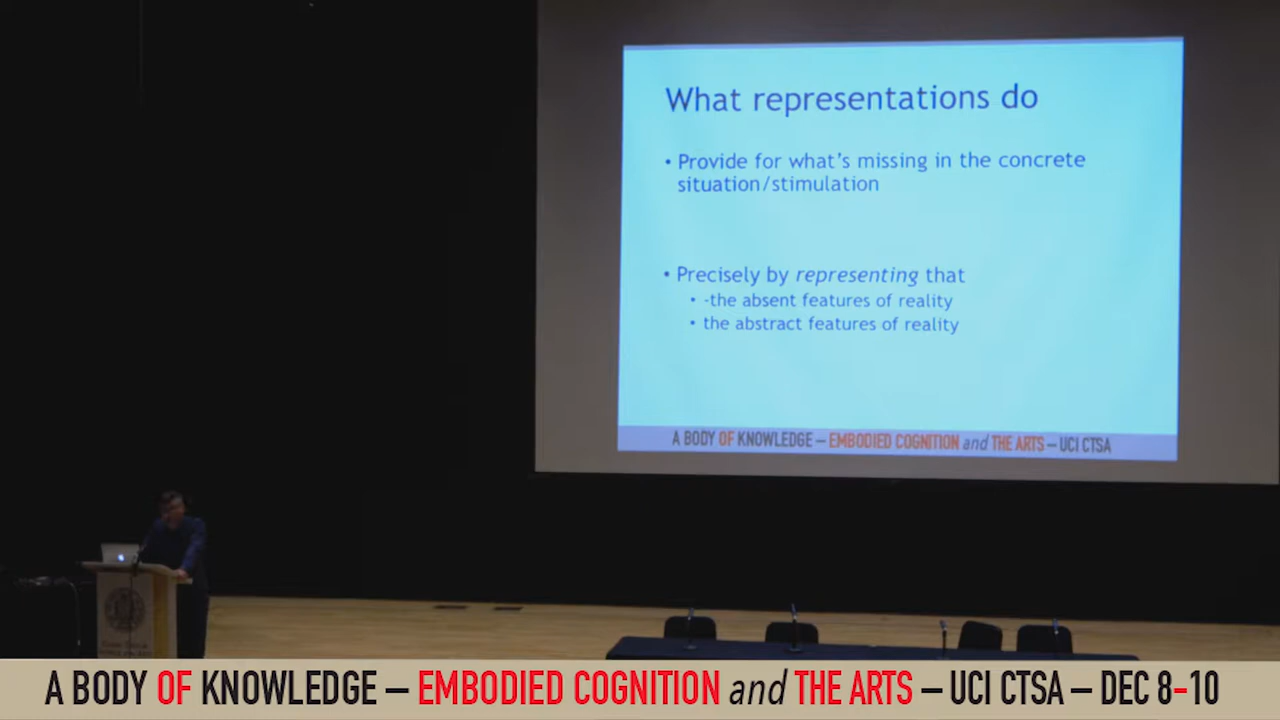 What representations do
• Provide for what's missing in the concrete
situation/stimulation
• Precisely by representing that
• -the absent features of reality
• the abstract features of reality
A BODY OF KNOWLEDGE – EMBODIED COGNITION and THE ARTS – UCI CTSA
A BODY OF KNOWLEDGE – EMBODIED COGNITION and THE ARTS – UCI CTSA – DEC 8-10